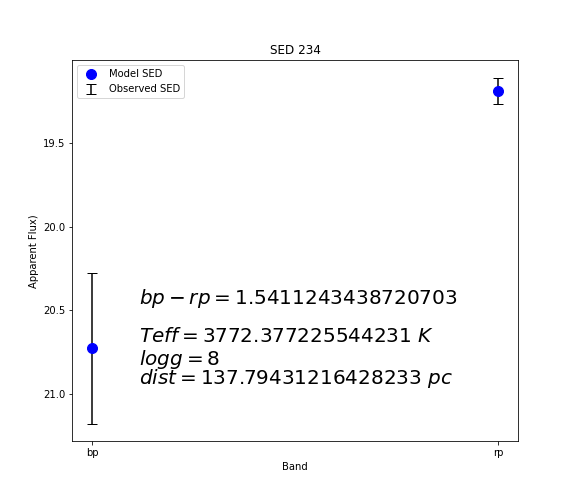 SED 234
Model SED
Observed SED
19.5
20.0
20.5
21.0
Apparent Flux)
bp − rp = 1.5411243438720703
Teff = 3772.377225544231 K
logg = 8
dist = 137.79431216428233 pc
bp
rp
Band